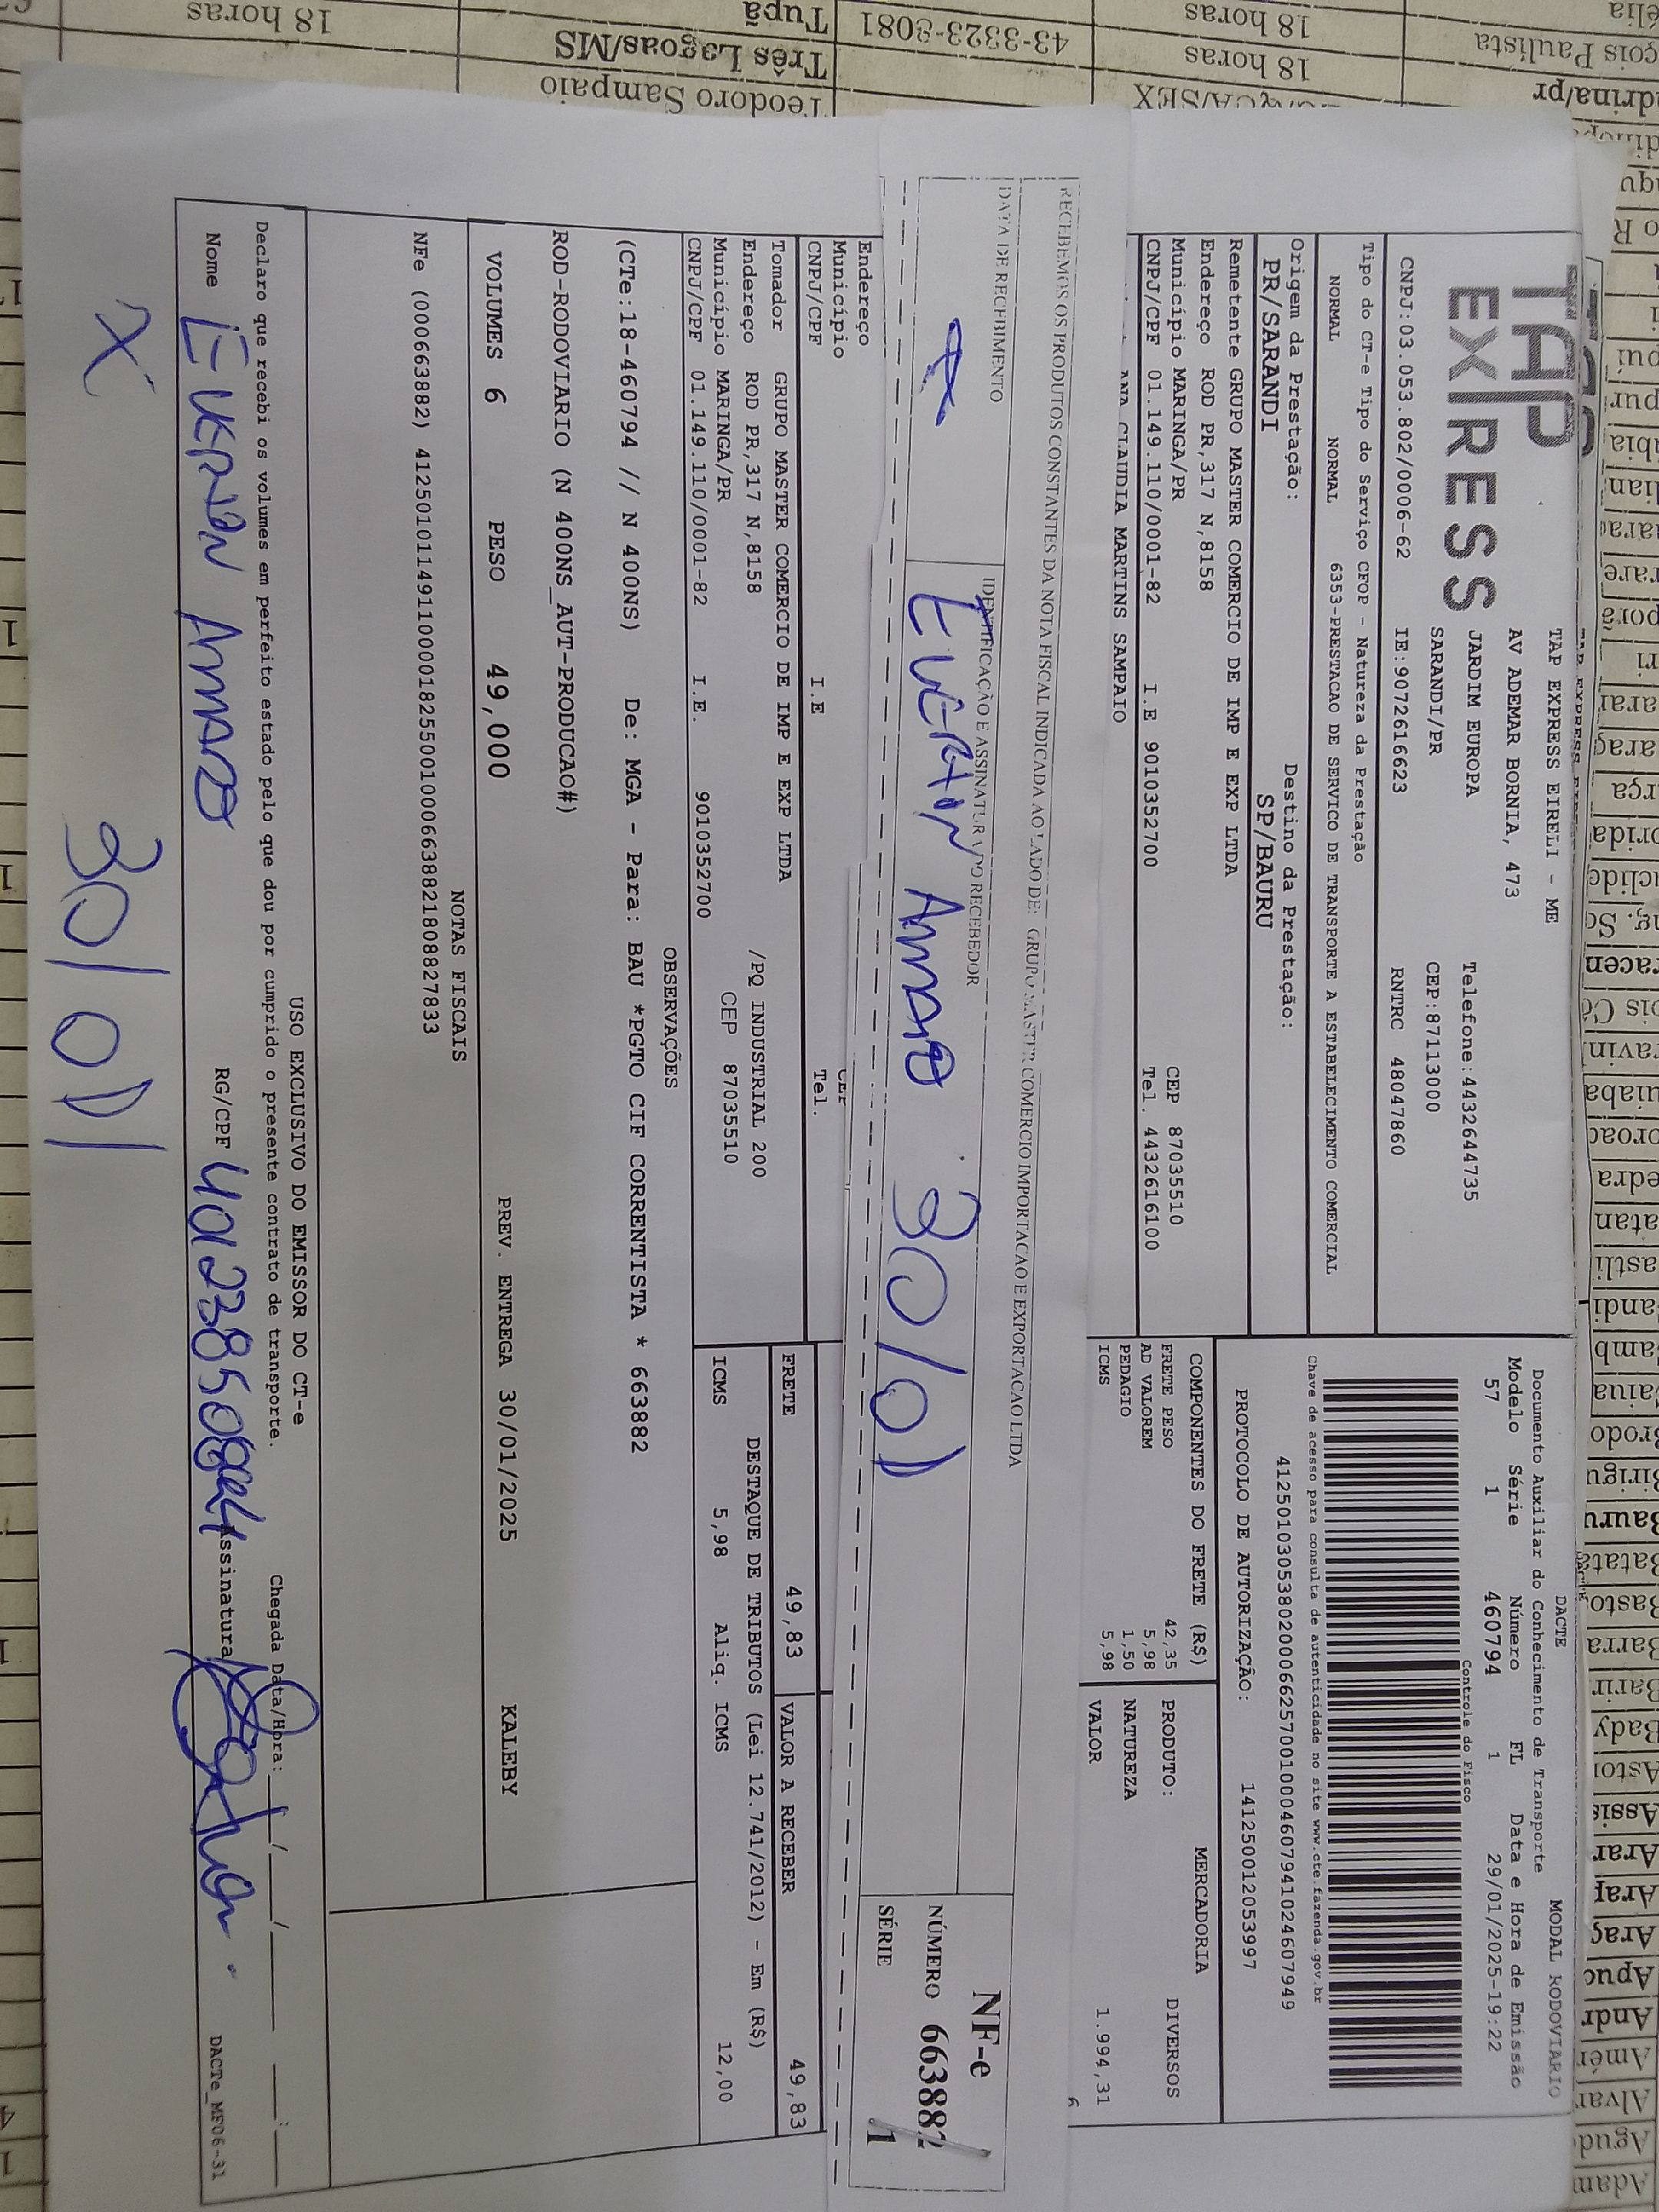 TAP
EXPRESS
TAP EXPRESS EIRELI - ME
AV ADEMAR BORNIA, 473
JARDIM EUROPA Telefone:4432644735
SARANDI/PR CEP:87113000
CNPJ:03.053.802/0006-62 IE:9072616623 RNTRC 48047860
DACTE MODAL RODOVIARIO
Documento Auxiliar do Conhecimento de Transporte
Modelo Série Número FL Data e Hora de Emissão
57 1 460794 1 29/01/2025-19:22
Controle do Fisco
Chave de acesso para consulta de autenticidade no site www.cte.fazenda.gov.br
41250103053802000662570010004607941024607949
PROTOCOLO DE AUTORIZAÇÃO: 141250012053997
Tipo do CT-e Tipo do Serviço CFOP - Natureza da Prestação
NORMAL NORMAL 6353-PRESTACAO DE SERVICO DE TRANSPORTE A ESTABELECIMENTO COMERCIAL
Origem da Prestação: Destino da Prestação:
PR/SARANDI SP/BAURU
Remetente GRUPO MASTER COMERCIO DE IMP E EXP LTDA
Endereço ROD PR,317 N,8158
Município MARINGA/PR CEP 87035510
CNPJ/CPF 01.149.110/0001-82 I.E 9010352700 Tel. 4432616100
ANA CLAUDIA MARTINS SAMPAIO
COMPONENTES DO FRETE (R$) MERCADORIA
FRETE PESO 42,35 PRODUTO: DIVERSOS
AD VALOREM 5,98
PEDAGIO 1,50 NATUREZA
ICMS 5,98 VALOR 1.994,31
RECEBEMOS OS PRODUTOS CONSTANTES DA NOTA FISCAL INDICADA AO LADO DE: GRUPO MASTER COMERCIO IMPORTACAO E EXPORTACAO LTDA
DATA DE RECEBIMENTO IDENTIFICAÇÃO E ASSINATURA DO RECEBEDOR
EVERTON AMARO 30/01
NF-e
NÚMERO 663882
SÉRIE 1
Endereço
Município CEP
CNPJ/CPF I.E Tel.
Tomador GRUPO MASTER COMERCIO DE IMP E EXP LTDA
Endereço ROD PR,317 N,8158 /PQ INDUSTRIAL 200
Município MARINGA/PR CEP 87035510
CNPJ/CPF 01.149.110/0001-82 I.E. 9010352700
FRETE 49,83 VALOR A RECEBER 49,83
DESTAQUE DE TRIBUTOS (Lei 12.741/2012) - Em (R$)
ICMS 5,98 Aliq. ICMS 12,00
OBSERVAÇÕES
(CTe:18-460794 // N 400NS) De: MGA - Para: BAU *PGTO CIF CORRENTISTA * 663882
ROD-RODOVIARIO (N 400NS_AUT-PRODUCAO#)
VOLUMES 6 PESO 49,000 PREV. ENTREGA 30/01/2025 KALEBY
NOTAS FISCAIS
NFe (000663882) 41250101149110000182550010006638821808827833
USO EXCLUSIVO DO EMISSOR DO CT-e
Declaro que recebi os volumes em perfeito estado pelo que dou por cumprido o presente contrato de transporte. Chegada Data/Hora: / / :
Nome EVERTON AMARO RG/CPF Assinatura
DACTe_MF06-31
X 30/01
Teodoro Sampaio
Três Lagoas/MS
Tupã
18 horas
43-3323-3081
18 horas
18 horas
Bauru